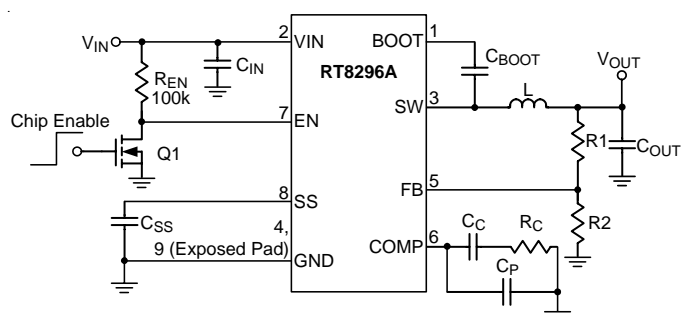 VIN
2
VIN
BOOT
1
CBOOT
VOUT
REN
100k
CIN
RT8296A
L
SW
3
7
EN
Chip Enable
Q1
R1
COUT
FB
5
8
SS
R2
CSS
4,
9 (Exposed Pad)
GND
COMP
6
CC
RC
CP